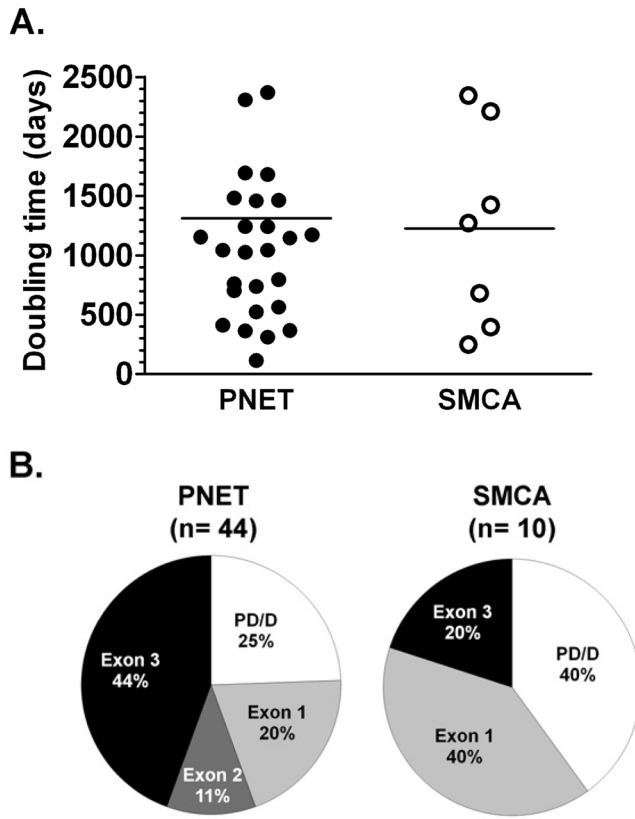 A.
Doubling time (days)
2500
2000
1500
1000
500
0
PNET
SMCA
B.
PNET
(n= 44)
SMCA
(n= 10)
PD/D
25%
Exon 1
20%
Exon 2
11%
Exon 3
44%
PD/D
40%
Exon 1
40%
Exon 3
20%